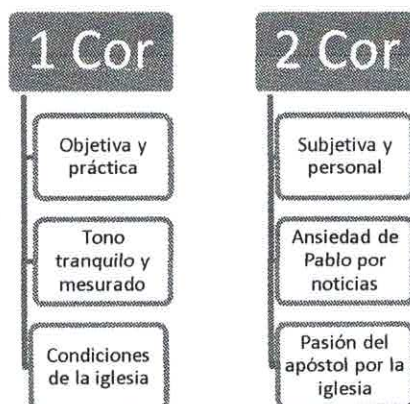 1 Cor
Objetiva y
práctica
Tono
tranquilo y
mesurado
Condiciones
de la iglesia
2 Cor
Subjetiva y
personal
Ansiedad de
Pablo por
noticias
Pasión del
apóstol por la
iglesia